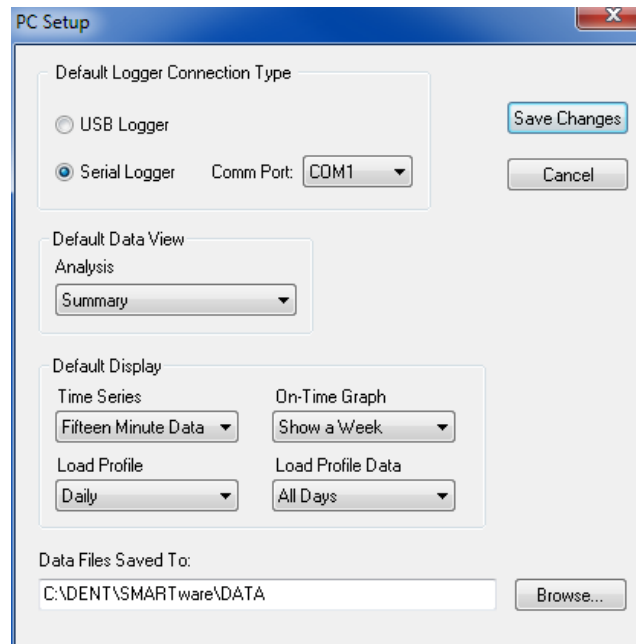 PC Setup
Default Logger Connection Type
USB Logger
Save Changes
Serial Logger Comm Port: COM1
Cancel
Default Data View
Analysis
Summary
Default Display
Time Series On-Time Graph
Fifteen Minute Data Show a Week
Load Profile Load Profile Data
Daily All Days
Data Files Saved To:
C:\DENT\SMARTware\DATA Browse...